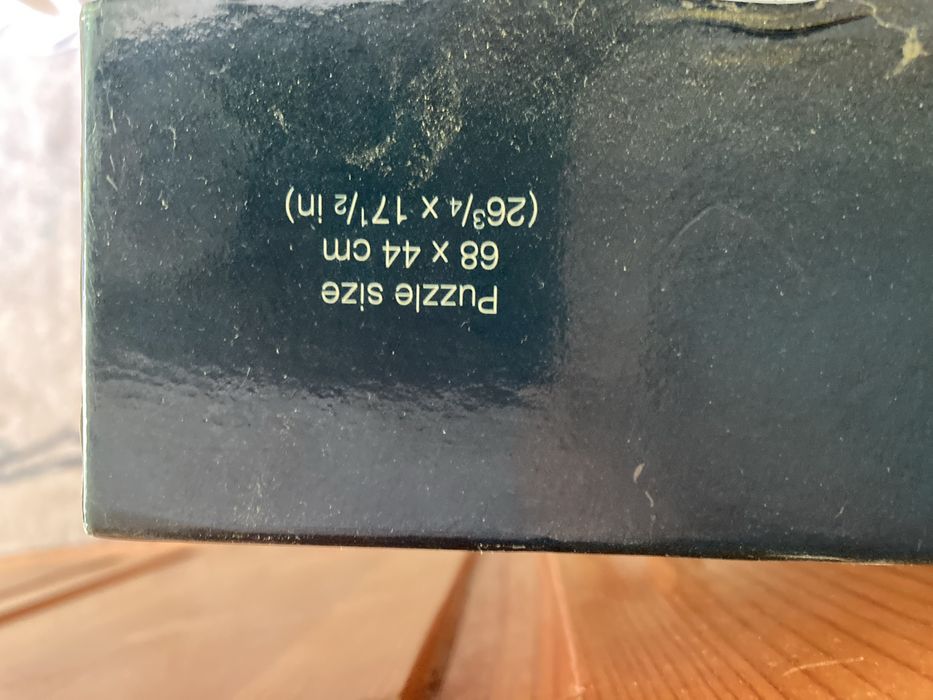 Puzzle size
68 x 44 cm
(26³/₄ x 17¹/₂ in)